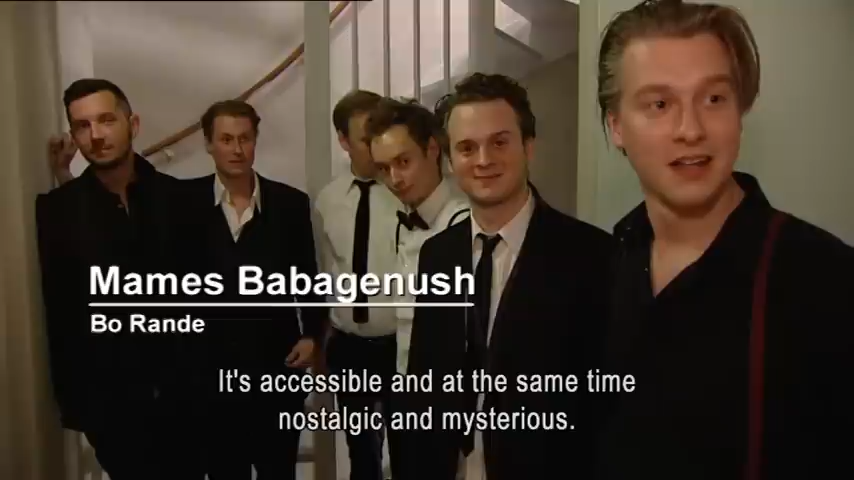 Mames Babagenush
Bo Rande
It's accessible and at the same time
nostalgic and mysterious.